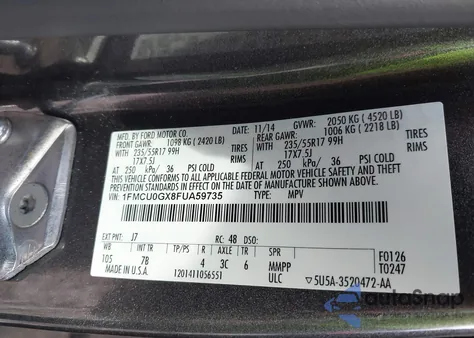 MFD. BY FORD MOTOR CO.
11/14 GVWR: 2050 KG ( 4520 LB)
FRONT GAWR: 1098 KG ( 2420 LB) REAR GAWR: 1006 KG ( 2218 LB)
WITH 235/55R17 99H TIRES WITH 235/55R17 99H TIRES
17X7.5J RIMS 17X7.5J RIMS
AT 250 kPa/ 36 PSI COLD AT 250 kPa/ 36 PSI COLD
THIS VEHICLE CONFORMS TO ALL APPLICABLE FEDERAL MOTOR VEHICLE
SAFETY AND THEFT PREVENTION STANDARDS IN EFFECT ON THE DATE OF MANUFACTURE SHOWN ABOVE.
VIN: 1FMCU0GX8FUA59735 TYPE: MPV
EXT PNT: J7 RC: 48 DSO: F0126
WB INT TR TP/PS R AXLE TR SPR T0247
105 7B 4 3C 6 MMPP
MADE IN U.S.A. 1201411056551 ULC 5U5A-3520472-AA
autoSnap